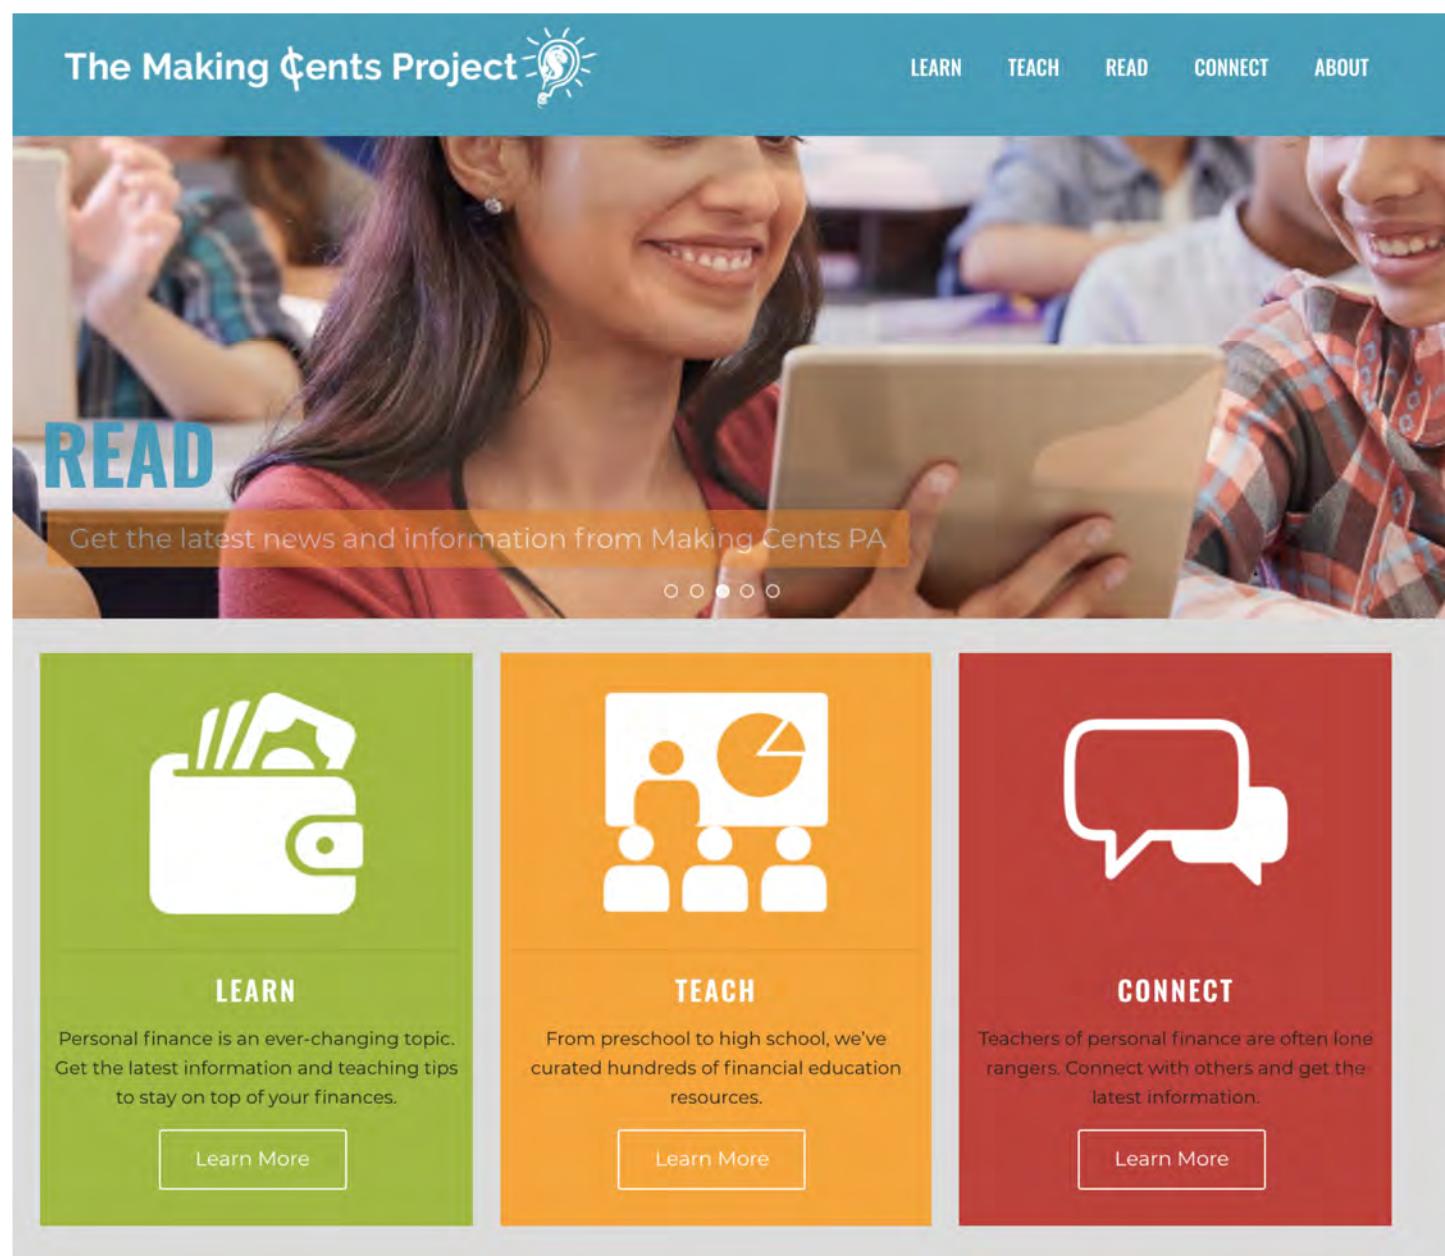 The Making ¢ents Project
LEARN TEACH READ CONNECT ABOUT
READ
Get the latest news and information from Making Cents PA
LEARN
Personal finance is an ever-changing topic.
Get the latest information and teaching tips
to stay on top of your finances.
Learn More
TEACH
From preschool to high school, we've
curated hundreds of financial education
resources.
Learn More
CONNECT
Teachers of personal finance are often lone
rangers. Connect with others and get the
latest information.
Learn More